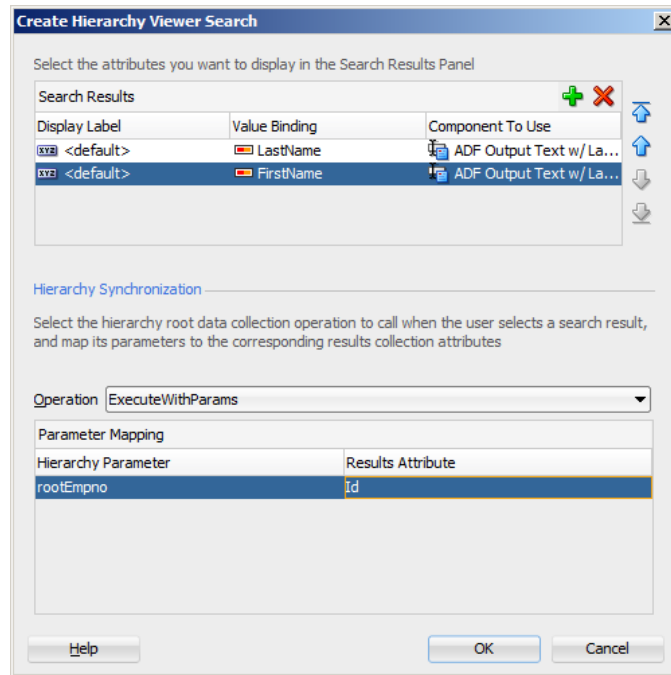 Create Hierarchy Viewer Search
Select the attributes you want to display in the Search Results Panel
Search Results
Display Label Value Binding Component To Use
xyz <default> LastName ADF Output Text w/ La...
xyz <default> FirstName ADF Output Text w/ La...
Hierarchy Synchronization
Select the hierarchy root data collection operation to call when the user selects a search result,
and map its parameters to the corresponding results collection attributes
Operation ExecuteWithParams
Parameter Mapping
Hierarchy Parameter Results Attribute
rootEmpno Id
Help OK Cancel